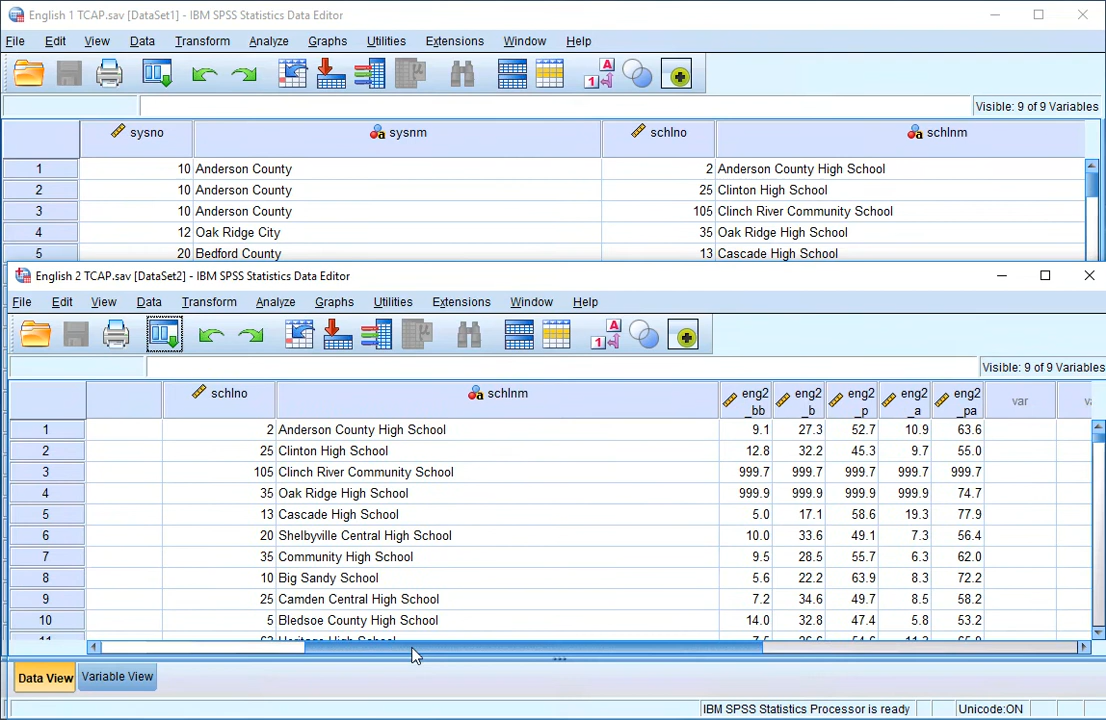 English 1 TCAP.sav [DataSet1] - IBM SPSS Statistics Data Editor
File Edit View Data Transform Analyze Graphs Utilities Extensions Window Help
Visible: 9 of 9 Variables
sysno sysnm schlno schlnm
1 10 Anderson County 2 Anderson County High School
2 10 Anderson County 25 Clinton High School
3 10 Anderson County 105 Clinch River Community School
4 12 Oak Ridge City 35 Oak Ridge High School
5 20 Bedford County 13 Cascade High School
English 2 TCAP.sav [DataSet2] - IBM SPSS Statistics Data Editor
File Edit View Data Transform Analyze Graphs Utilities Extensions Window Help
Visible: 9 of 9 Variables
schlno schlnm eng2_bb eng2_b eng2_p eng2_a eng2_pa var
1 2 Anderson County High School 9.1 27.3 52.7 10.9 63.6
2 25 Clinton High School 12.8 32.2 45.3 9.7 55.0
3 105 Clinch River Community School 999.7 999.7 999.7 999.7 999.7
4 35 Oak Ridge High School 999.9 999.9 999.9 999.9 74.7
5 13 Cascade High School 5.0 17.1 58.6 19.3 77.9
6 20 Shelbyville Central High School 10.0 33.6 49.1 7.3 56.4
7 35 Community High School 9.5 28.5 55.7 6.3 62.0
8 10 Big Sandy School 5.6 22.2 63.9 8.3 72.2
9 25 Camden Central High School 7.2 34.6 49.7 8.5 58.2
10 5 Bledsoe County High School 14.0 32.8 47.4 5.8 53.2
Data View Variable View
IBM SPSS Statistics Processor is ready Unicode:ON